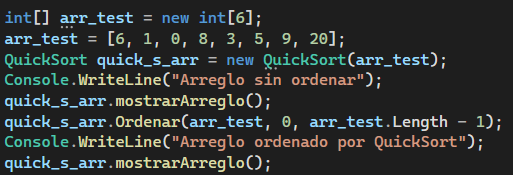 int[] arr_test = new int[6];
arr_test = [6, 1, 0, 8, 3, 5, 9, 20];
QuickSort quick_s_arr = new QuickSort(arr_test);
Console.WriteLine("Arreglo sin ordenar");
quick_s_arr.mostrarArreglo();
quick_s_arr.Ordenar(arr_test, 0, arr_test.Length - 1);
Console.WriteLine("Arreglo ordenado por QuickSort");
quick_s_arr.mostrarArreglo();